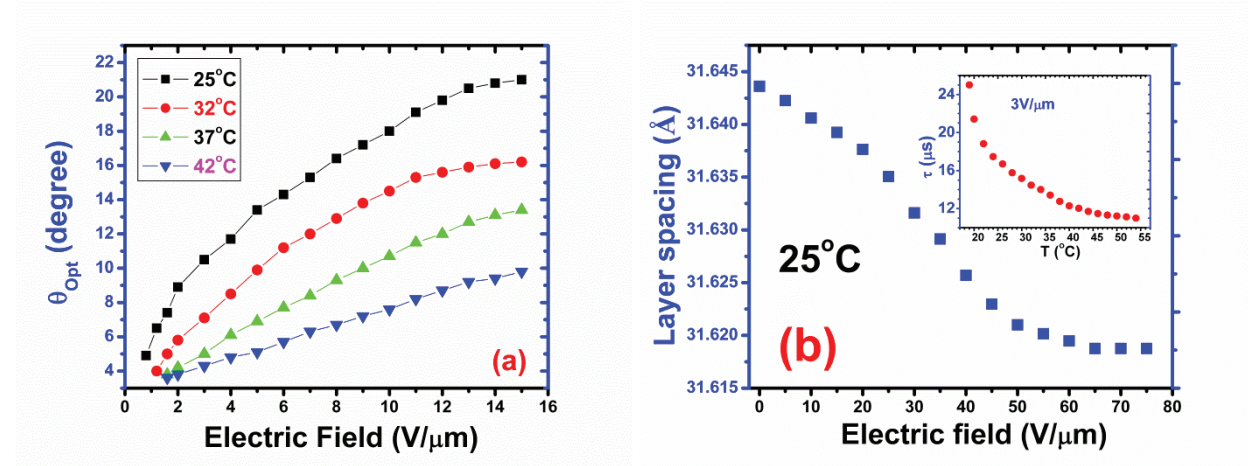 22
20
18
16
14
12
10
8
6
4
θOpt (degree)
25°C
32°C
37°C
42°C
(a)
0 2 4 6 8 10 12 14 16
Electric Field (V/μm)
31.645
31.640
31.635
31.630
31.625
31.620
31.615
Layer spacing (Å)
25°C
(b)
0 10 20 30 40 50 60 70 80
Electric field (V/μm)
3V/μm
24
20
16
12
τ (μs)
20 25 30 35 40 45 50 55
T (°C)